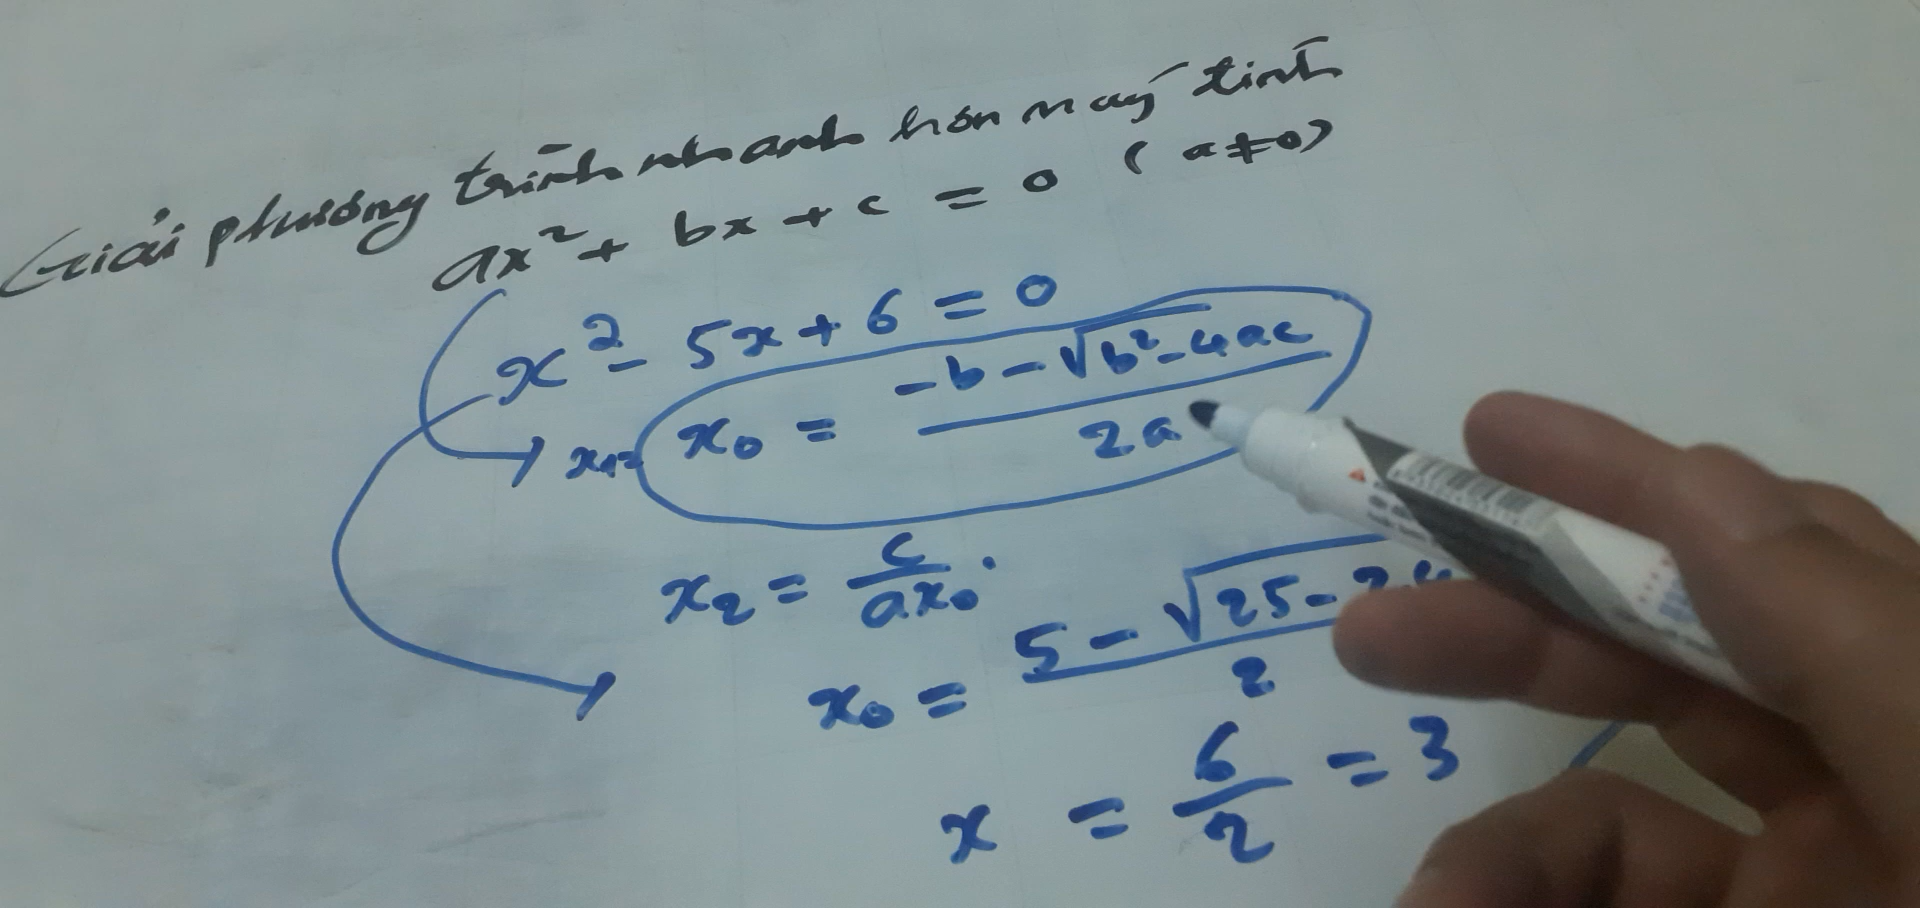 Giải phương trình nhanh hơn máy tính
ax² + bx + c = 0 (a ≠ 0)
x² - 5x + 6 = 0
x₁ = x₀ = (-b - √(b² - 4ac)) / 2a
x₂ = c / ax₀.
x₀ = (5 - √(25 -)) / 2
x = 6 / 2 = 3